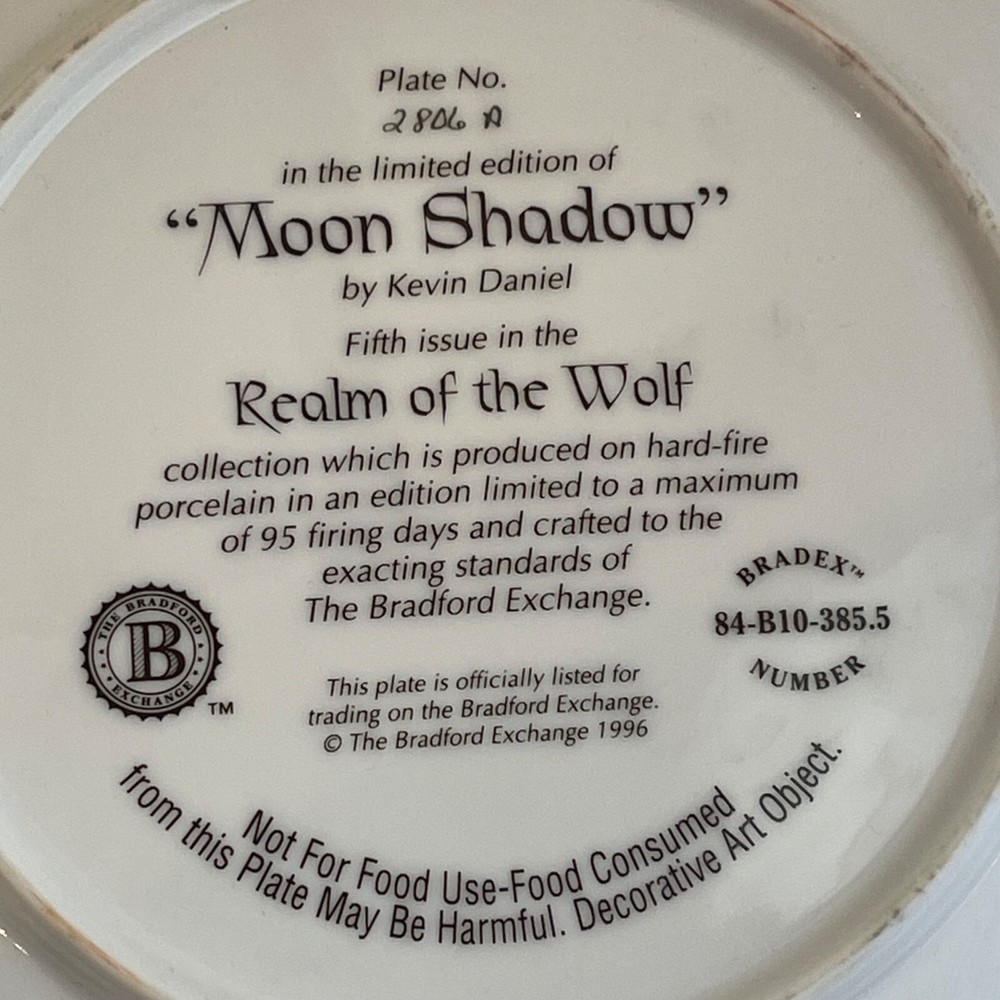 Plate No.
2806 A
in the limited edition of
“Moon Shadow”
by Kevin Daniel
Fifth issue in the
Realm of the Wolf
collection which is produced on hard-fire
porcelain in an edition limited to a maximum
of 95 firing days and crafted to the
exacting standards of
The Bradford Exchange.
THE BRADFORD
B
EXCHANGE
TM
BRADEX™
84-B10-385.5
NUMBER
This plate is officially listed for
trading on the Bradford Exchange.
© The Bradford Exchange 1996
Not For Food Use-Food Consumed
from this Plate May Be Harmful. Decorative Art Object.